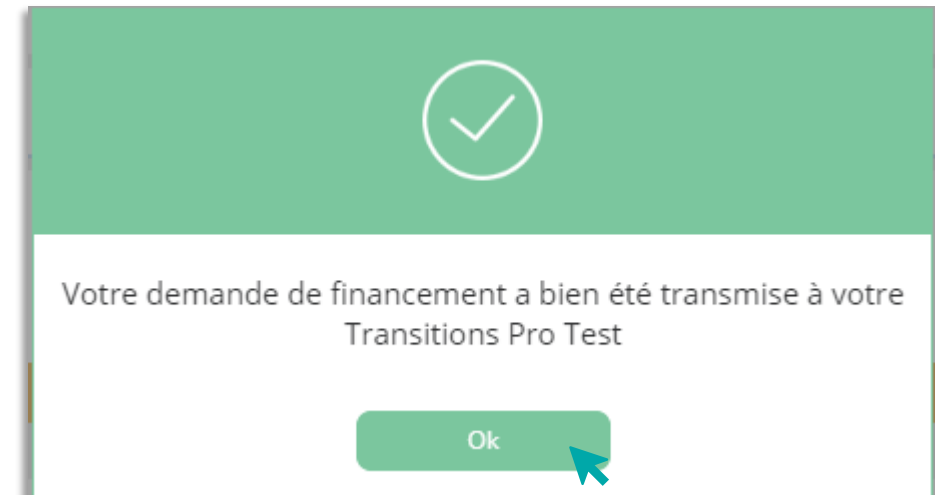 Votre demande de financement a bien été transmise à votre
Transitions Pro Test
Ok